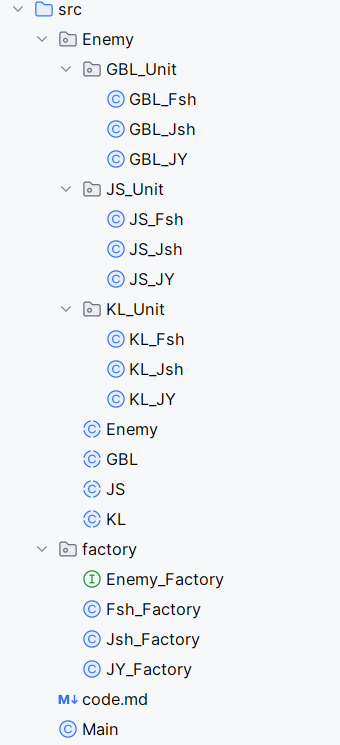 src
Enemy
GBL_Unit
GBL_Fsh
GBL_Jsh
GBL_JY
JS_Unit
JS_Fsh
JS_Jsh
JS_JY
KL_Unit
KL_Fsh
KL_Jsh
KL_JY
Enemy
GBL
JS
KL
factory
Enemy_Factory
Fsh_Factory
Jsh_Factory
JY_Factory
code.md
Main